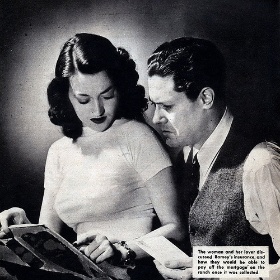 The woman and her lover dis-
cussed Barney's insurance, and
how they would be able to
pay off the mortgage on the
ranch once it was collected